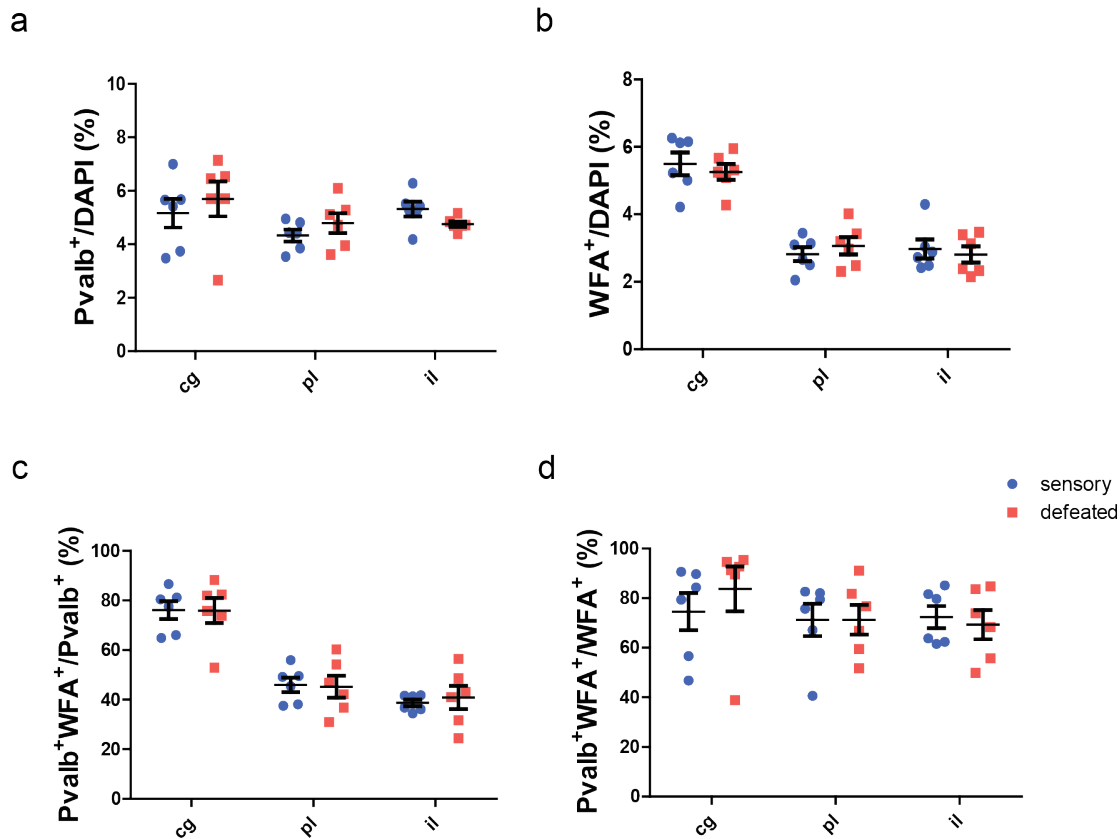 a
b
Pvalb⁺/DAPI (%)
10
8
6
4
2
0
cg
pl
il
WFA⁺/DAPI (%)
8
6
4
2
0
cg
pl
il
c
d
sensory
defeated
Pvalb⁺WFA⁺/Pvalb⁺ (%)
100
80
60
40
20
0
cg
pl
il
Pvalb⁺WFA⁺/WFA⁺ (%)
100
80
60
40
20
0
cg
pl
il